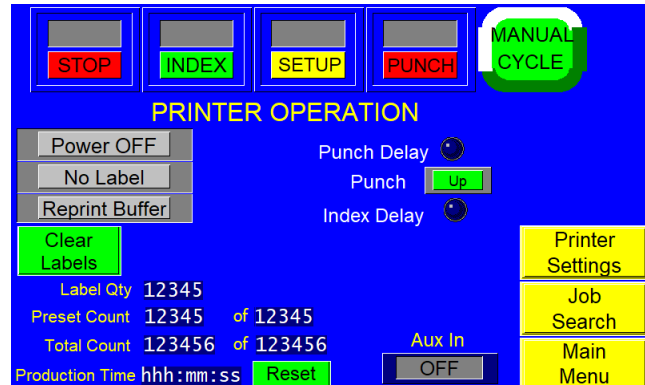 STOP INDEX SETUP PUNCH MANUAL CYCLE
PRINTER OPERATION
Power OFF
No Label
Reprint Buffer
Punch Delay
Punch Up
Index Delay
Clear
Labels
Label Qty 12345
Preset Count 12345 of 12345
Total Count 123456 of 123456
Production Time hhh:mm:ss Reset
Aux In
OFF
Printer
Settings
Job
Search
Main
Menu